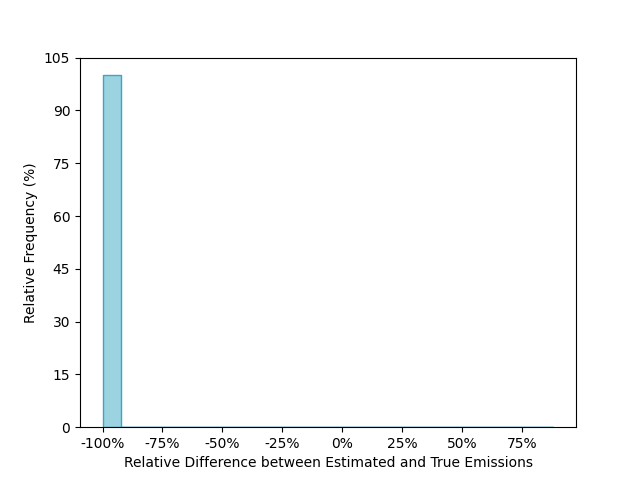 105
90
75
60
45
30
15
0
Relative Frequency (%)
-100% -75% -50% -25% 0% 25% 50% 75%
Relative Difference between Estimated and True Emissions